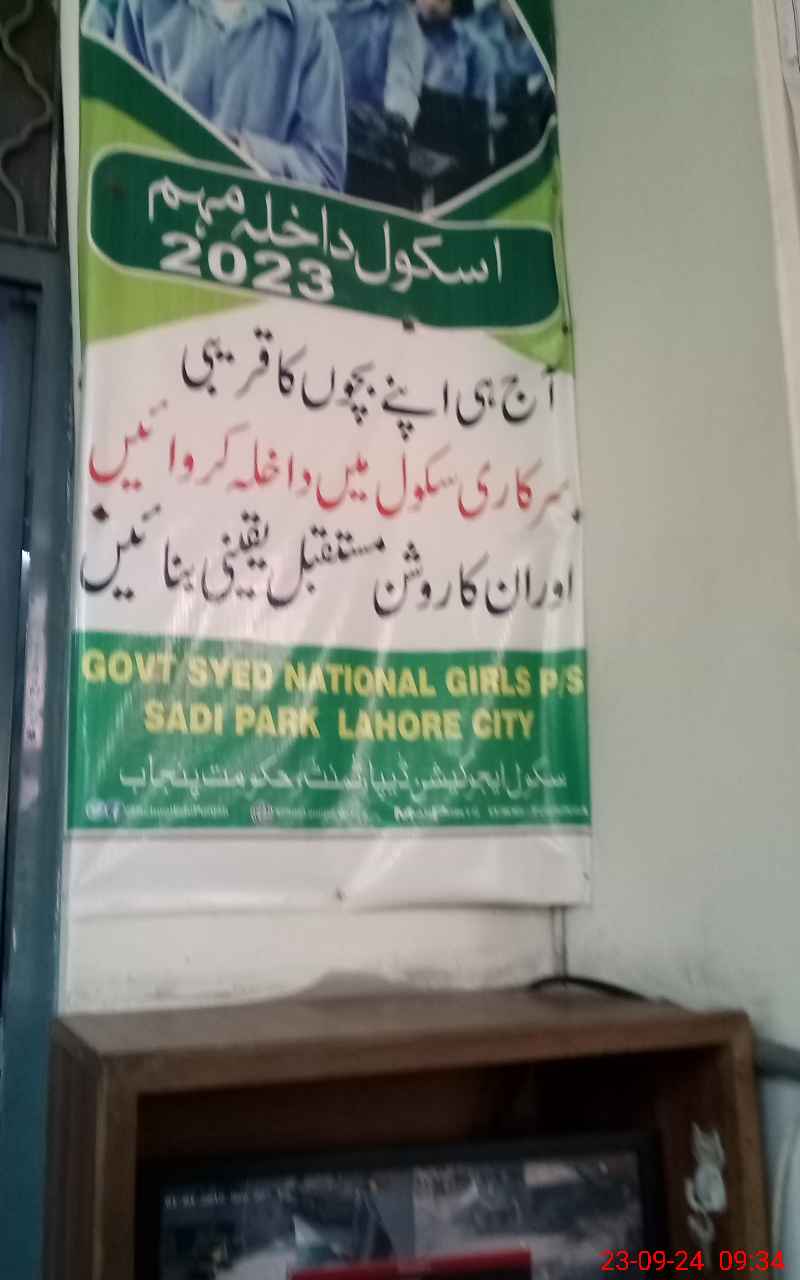 اسکول داخلہ مہم
2023
آج ہی اپنے بچوں کا قریبی
سرکاری سکول میں داخلہ کروائیں
اور ان کا روشن مستقبل یقینی بنائیں
GOVT SYED NATIONAL GIRLS P/S
SADI PARK LAHORE CITY
سکول ایجوکیشن ڈیپارٹمنٹ، حکومت پنجاب
23-09-24 09:34